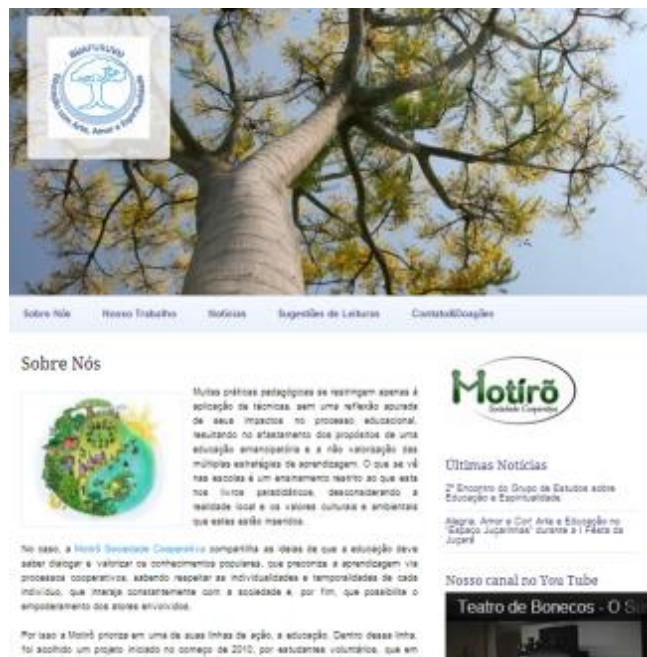 Educação com Arte, Amor e Espiritualidade
Sobre Nós
Nosso Trabalho
Notícias
Sugestões de Leituras
Contato&Doações
Sobre Nós
Muitas práticas pedagógicas se restringem apenas à
aplicação de técnicas, sem uma reflexão apurada
de seus impactos no processo educacional,
resultando no afastamento dos propósitos de uma
educação emancipatória e a não valorização das
múltiplas estratégias de aprendizagem. O que se vê
nas escolas é um ensinamento restrito ao que está
nos livros paradidáticos, desconsiderando a
realidade local e os valores culturais e ambientais
que estes estão inseridos.
No caso, a Motirõ Sociedade Cooperativa compartilha as ideias de que a educação deve
saber dialogar e valorizar os conhecimentos populares, que preconiza a aprendizagem via
processos cooperativos, sabendo respeitar as individualidades e temporalidades de cada
indivíduo, que interaja constantemente com a sociedade e, por fim, que possibilite o
empoderamento dos atores envolvidos.
Por isso a Motirõ prioriza em uma de suas linhas de ação, a educação. Dentro dessa linha,
foi acolhido um projeto iniciado no começo de 2010, por estudantes voluntários, que em
Motirõ
Sociedade Cooperativa
Últimas Notícias
2º Encontro do Grupo de Estudos sobre
Educação e Espiritualidade
Alegria, Amor e Cor! Arte e Educação no
"Espaço Juçarinhas" durante a I Festa da
Juçara
Nosso canal no You Tube
Teatro de Bonecos - O